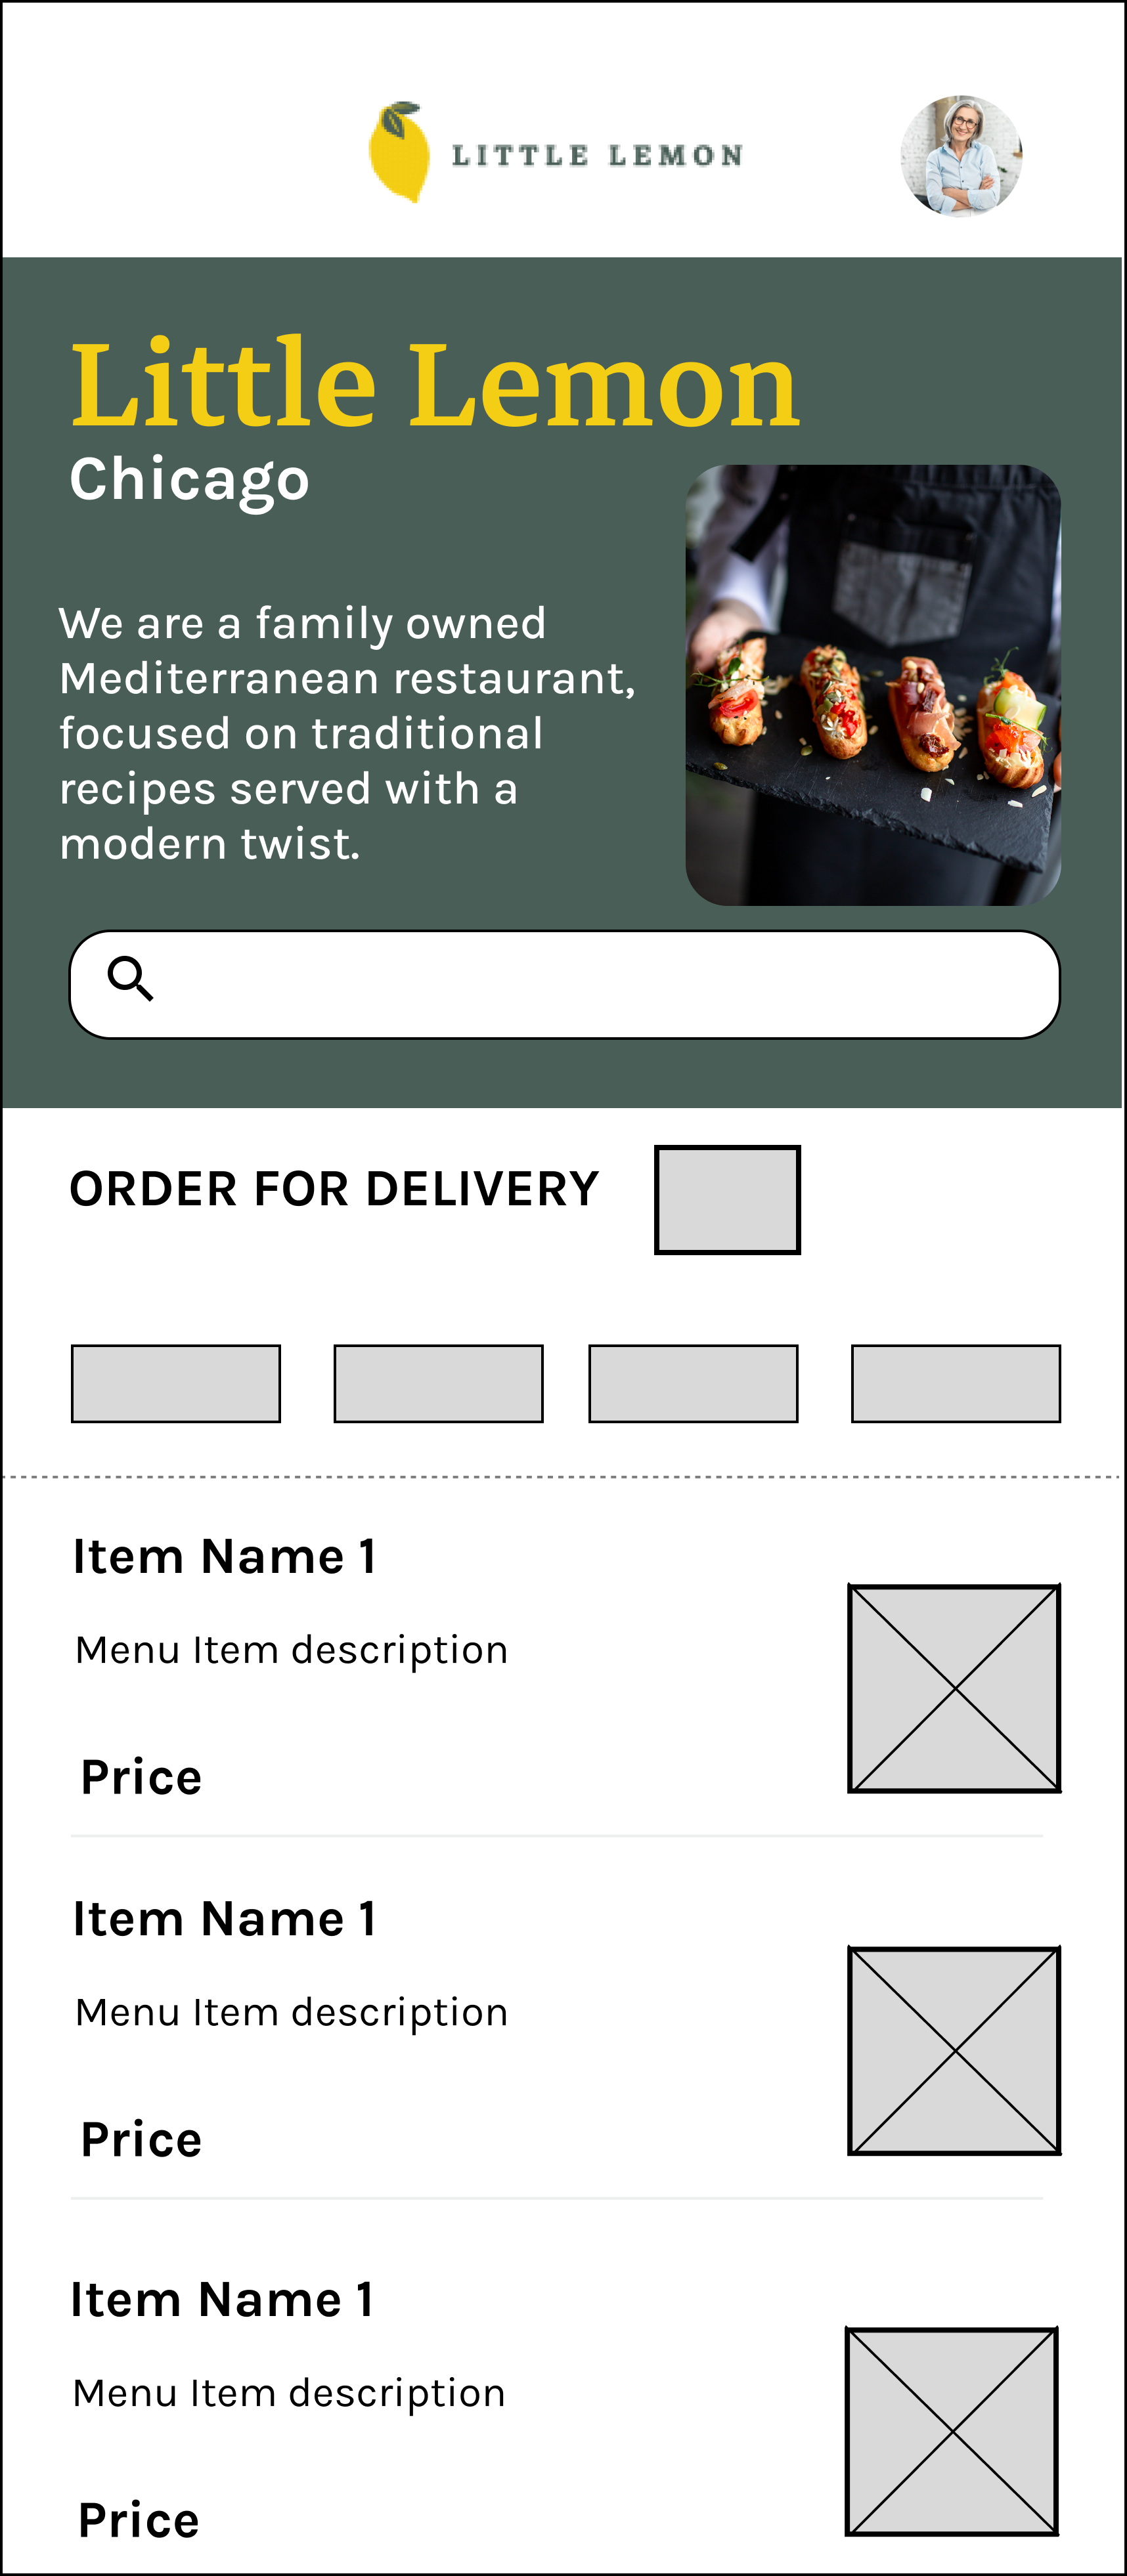 LITTLE LEMON
Little Lemon
Chicago
We are a family owned
Mediterranean restaurant,
focused on traditional
recipes served with a
modern twist.
ORDER FOR DELIVERY
Item Name 1
Menu Item description
Price
Item Name 1
Menu Item description
Price
Item Name 1
Menu Item description
Price